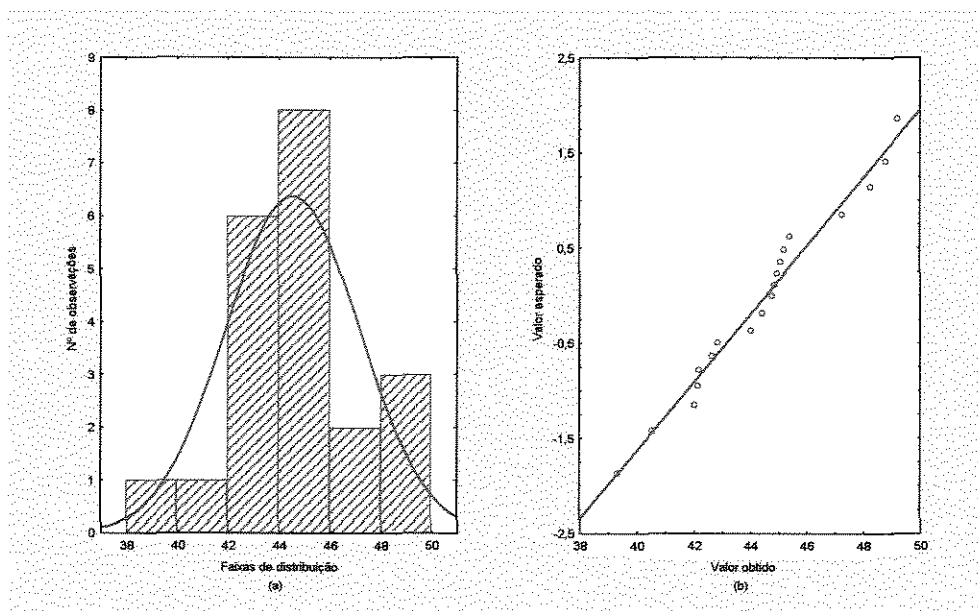 9
8
7
6
5
4
3
2
1
0
Nº de observações
38 40 42 44 46 48 50
Faixas de distribuição
(a)
2,5
1,5
0,5
-0,5
-1,5
-2,5
Valor esperado
38 40 42 44 46 48 50
Valor obtido
(b)